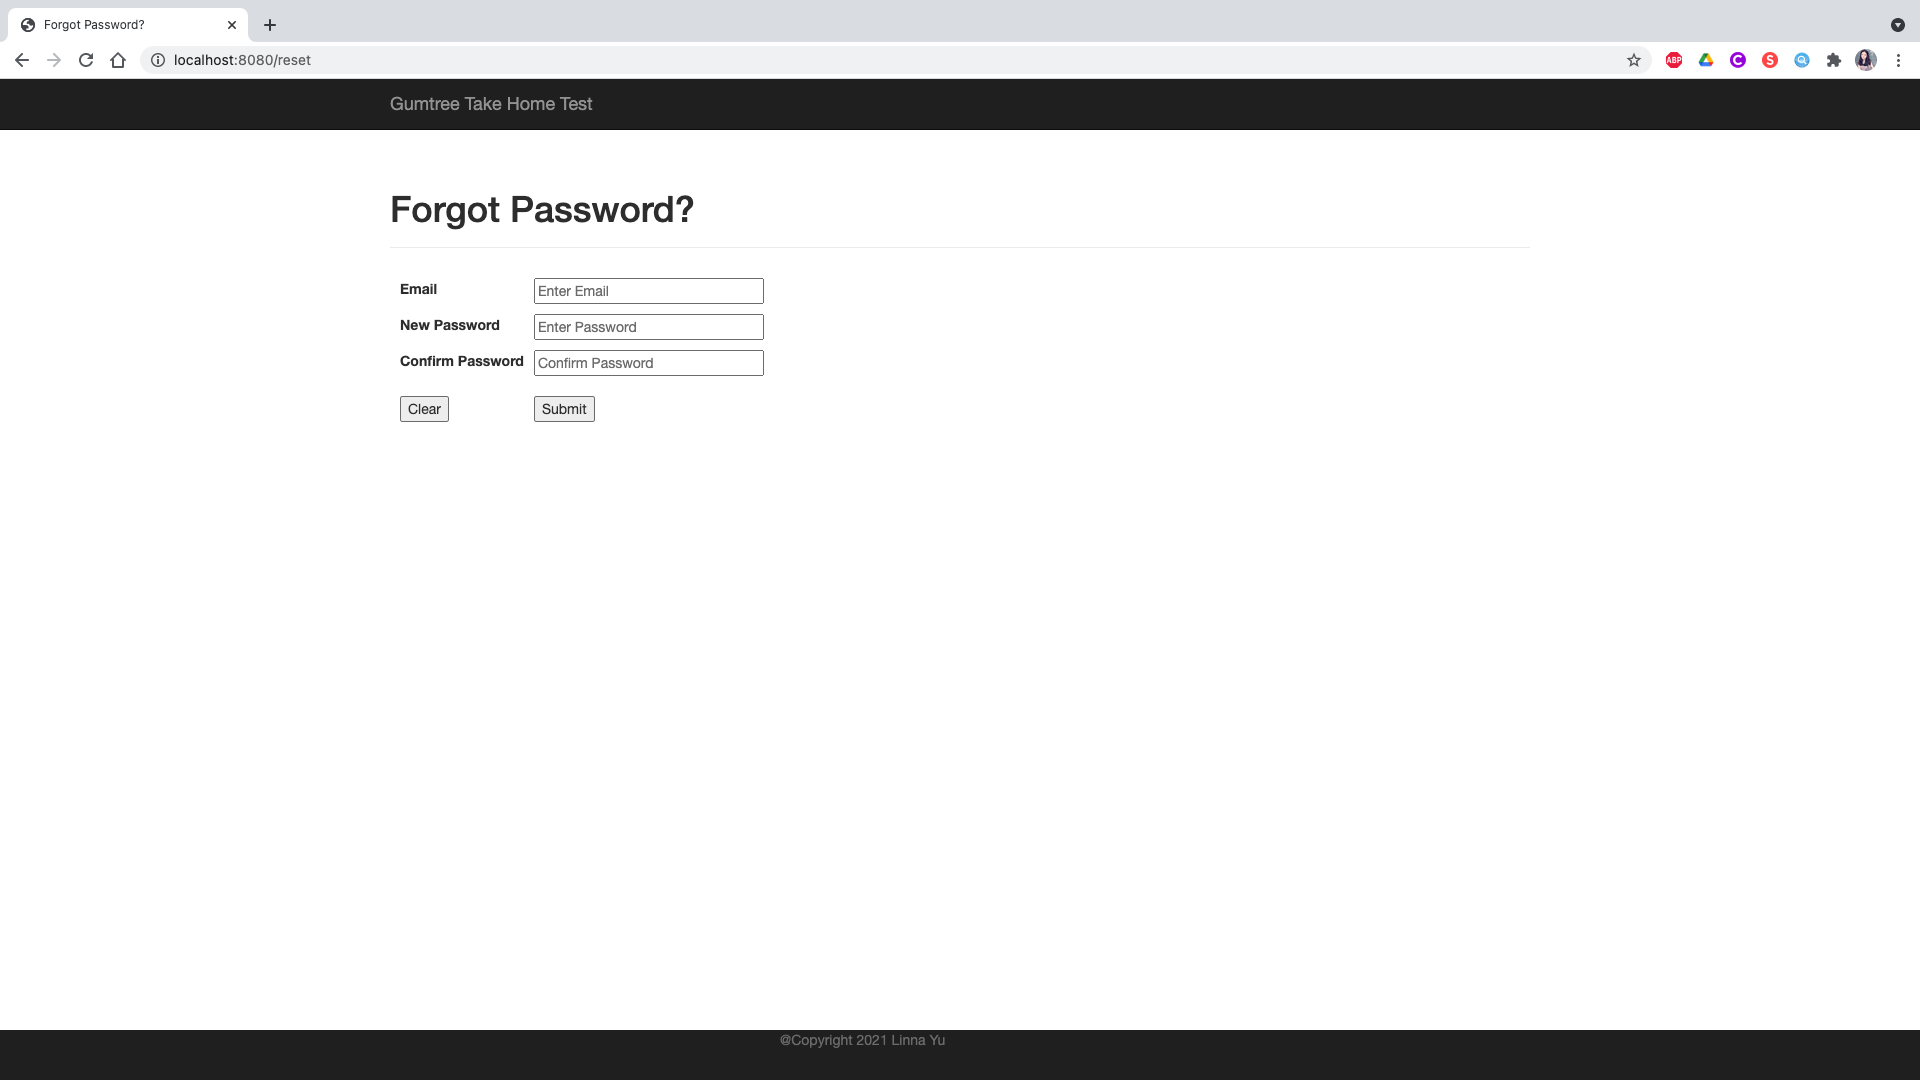 Forgot Password?
localhost:8080/reset
ABP
C
S
Gumtree Take Home Test
Forgot Password?
Email
Enter Email
New Password
Enter Password
Confirm Password
Confirm Password
Clear
Submit
@Copyright 2021 Linna Yu